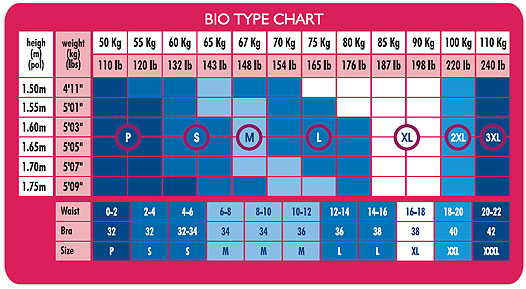 BIO TYPE CHART
heigh (m) (pol) weight (kg) (lbs) 50 Kg 55 Kg 60 Kg 65 Kg 67 Kg 70 Kg 75 Kg 80 Kg 85 Kg 90 Kg 100 Kg 110 Kg
110 lb 120 lb 132 lb 143 lb 148 lb 154 lb 165 lb 176 lb 187 lb 198 lb 220 lb 240 lb
1.50m 4'11"
1.55m 5'01"
1.60m 5'03"
P S M L XL 2XL 3XL
1.65m 5'05"
1.70m 5'07"
1.75m 5'09"
Waist 0-2 2-4 4-6 6-8 8-10 10-12 12-14 14-16 16-18 18-20 20-22
Bra 32 32 32-34 34 34 36 36 38 38 40 42
Size P S S M M M L L XL XXL XXXL